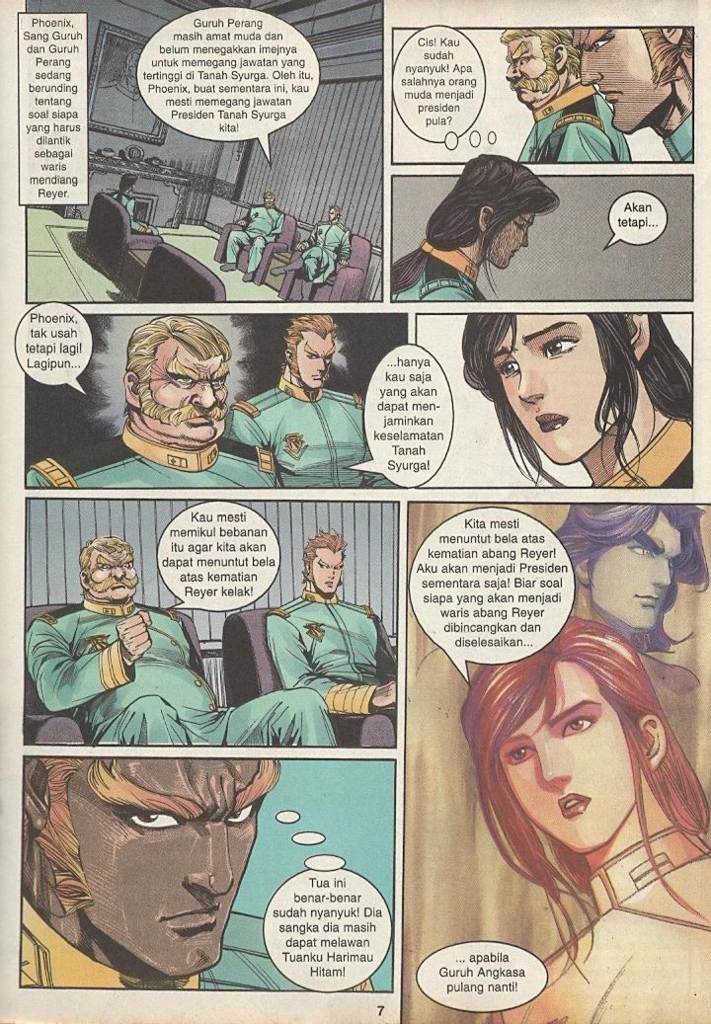 Phoenix,
Sang Guruh
dan Guruh
Perang
sedang
berunding
tentang
soal siapa
yang harus
dilantik
sebagai
waris
mendiang
Reyer.
Guruh Perang
masih amat muda dan
belum menegakkan imejnya
untuk memegang jawatan yang
tertinggi di Tanah Syurga. Oleh itu,
Phoenix, buat sementara ini, kau
mesti memegang jawatan
Presiden Tanah Syurga
kita!
Cis! Kau
sudah
nyanyuk! Apa
salahnya orang
muda menjadi
presiden
pula?
Akan
tetapi...
Phoenix,
tak usah
tetapi lagi!
Lagipun...
...hanya
kau saja
yang akan
dapat men-
jaminkan
keselamatan
Tanah
Syurga!
Kau mesti
memikul bebanan
itu agar kita akan
dapat menuntut bela
atas kematian
Reyer kelak!
Kita mesti
menuntut bela atas
kematian abang Reyer!
Aku akan menjadi Presiden
sementara saja! Biar soal
siapa yang akan menjadi
waris abang Reyer
dibincangkan dan
diselesaikan...
Tua ini
benar-benar
sudah nyanyuk! Dia
sangka dia masih
dapat melawan
Tuanku Harimau
Hitam!
... apabila
Guruh Angkasa
pulang nanti!
7